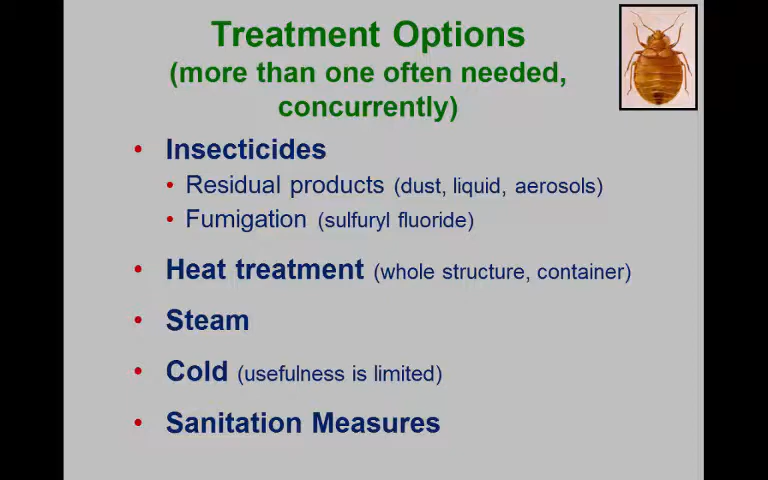 Treatment Options
(more than one often needed,
concurrently)
• Insecticides
• Residual products (dust, liquid, aerosols)
• Fumigation (sulfuryl fluoride)
• Heat treatment (whole structure, container)
• Steam
• Cold (usefulness is limited)
• Sanitation Measures